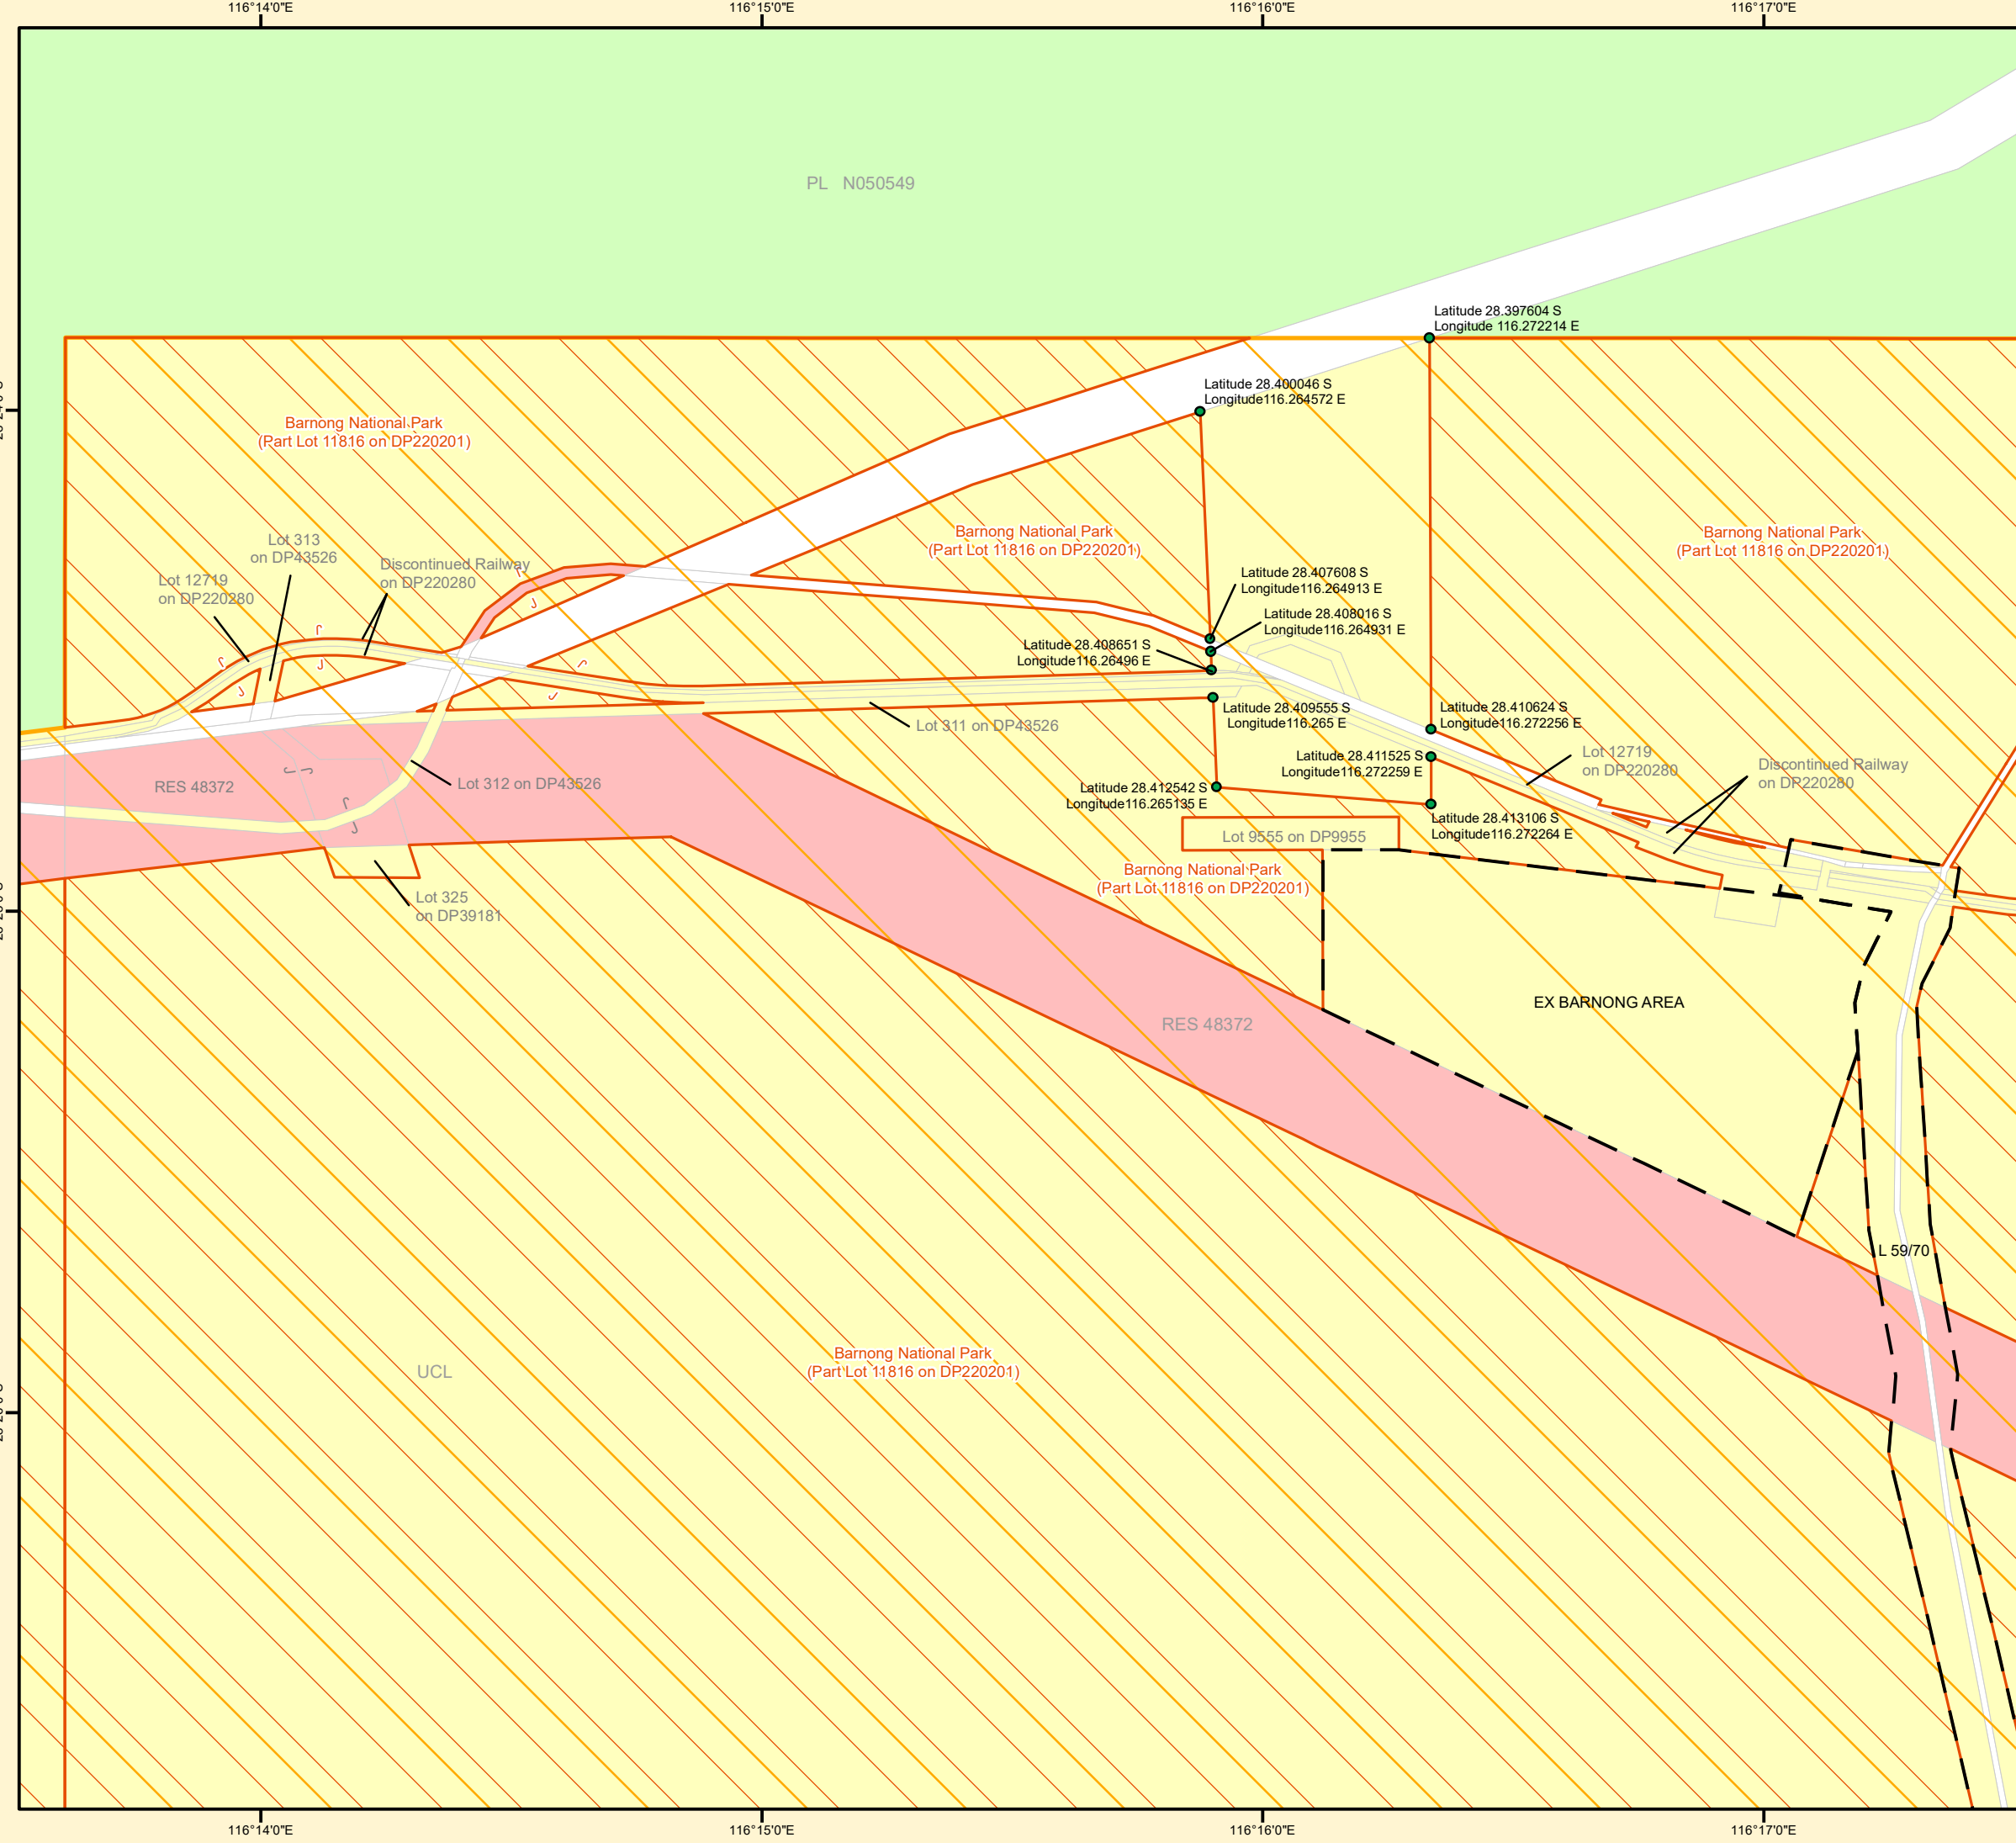 116°14'0"E
116°15'0"E
116°16'0"E
116°17'0"E
PL N050549
Latitude 28.397604 S
Longitude 116.272214 E
Latitude 28.400046 S
Longitude116.264572 E
Barnong National Park
(Part Lot 11816 on DP220201)
Barnong National Park
(Part Lot 11816 on DP220201)
Barnong National Park
(Part Lot 11816 on DP220201)
Lot 313
on DP43526
Lot 12719
on DP220280
Discontinued Railway
on DP220280
Latitude 28.407608 S
Longitude116.264913 E
Latitude 28.408016 S
Longitude116.264931 E
Latitude 28.408651 S
Longitude116.26496 E
Latitude 28.409555 S
Longitude116.265 E
Latitude 28.410624 S
Longitude116.272256 E
Lot 311 on DP43526
Latitude 28.411525 S
Longitude116.272259 E
Lot 12719
on DP220280
Discontinued Railway
on DP220280
RES 48372
Lot 312 on DP43526
Latitude 28.412542 S
Longitude116.265135 E
Latitude 28.413106 S
Longitude116.272264 E
Lot 9555 on DP9955
Barnong National Park
(Part Lot 11816 on DP220201)
Lot 325
on DP39181
EX BARNONG AREA
RES 48372
L 59/70
Barnong National Park
(Part Lot 11816 on DP220201)
UCL
116°14'0"E
116°15'0"E
116°16'0"E
116°17'0"E